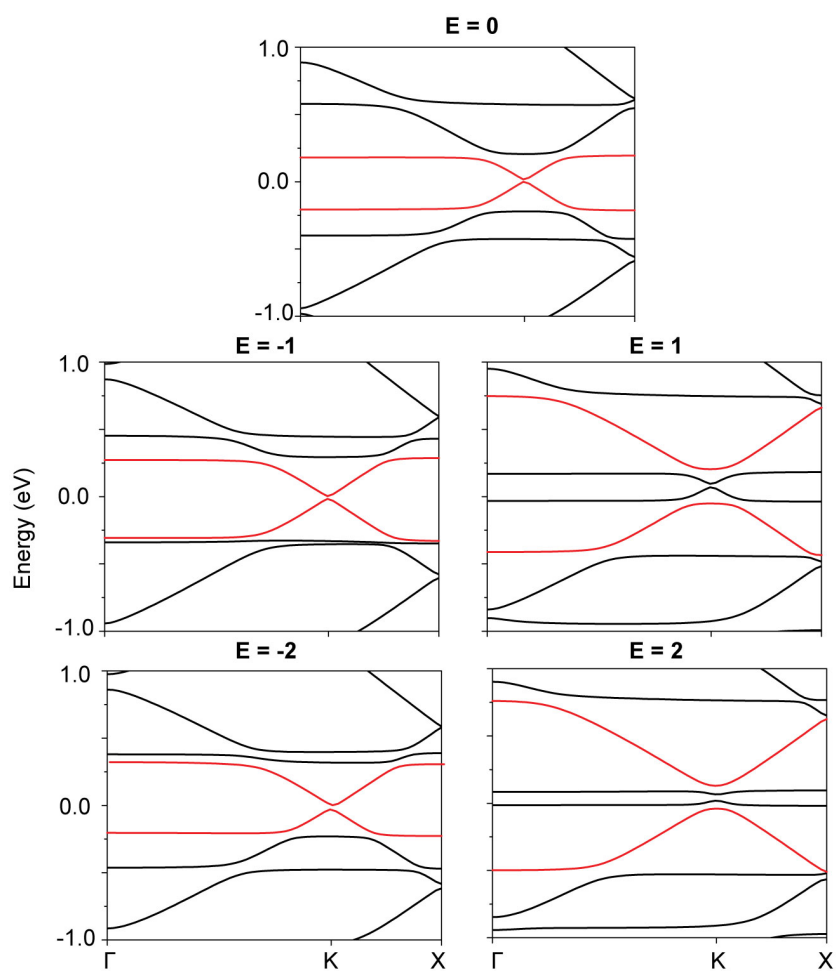 E = 0
1.0
0.0
-1.0
E = -1
E = 1
1.0
0.0
-1.0
Energy (eV)
E = -2
E = 2
1.0
0.0
-1.0
Γ K X Γ K X